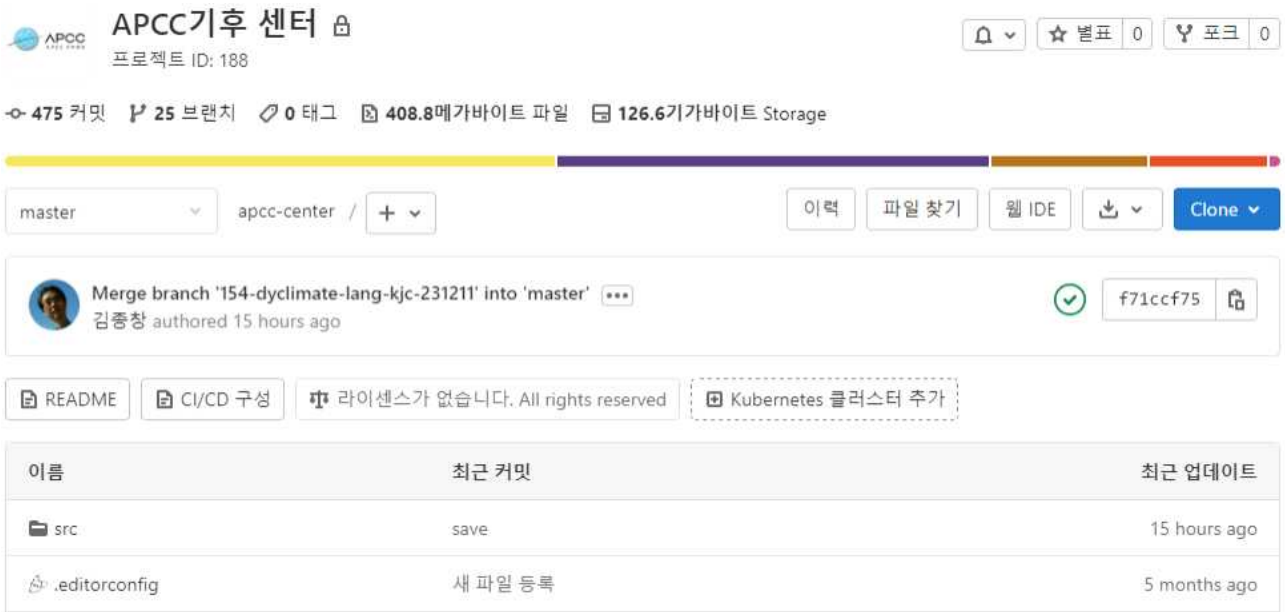 APCC
APCC기후 센터
프로젝트 ID: 188
별표 0
포크 0
475 커밋 25 브랜치 0 태그 408.8메가바이트 파일 126.6기가바이트 Storage
master apcc-center / + 이력 파일 찾기 웹 IDE Clone
Merge branch '154-dyclimate-lang-kjc-231211' into 'master' •••
김종창 authored 15 hours ago
f71ccf75
README CI/CD 구성 라이센스가 없습니다. All rights reserved Kubernetes 클러스터 추가
이름 최근 커밋 최근 업데이트
src save 15 hours ago
.editorconfig 새 파일 등록 5 months ago